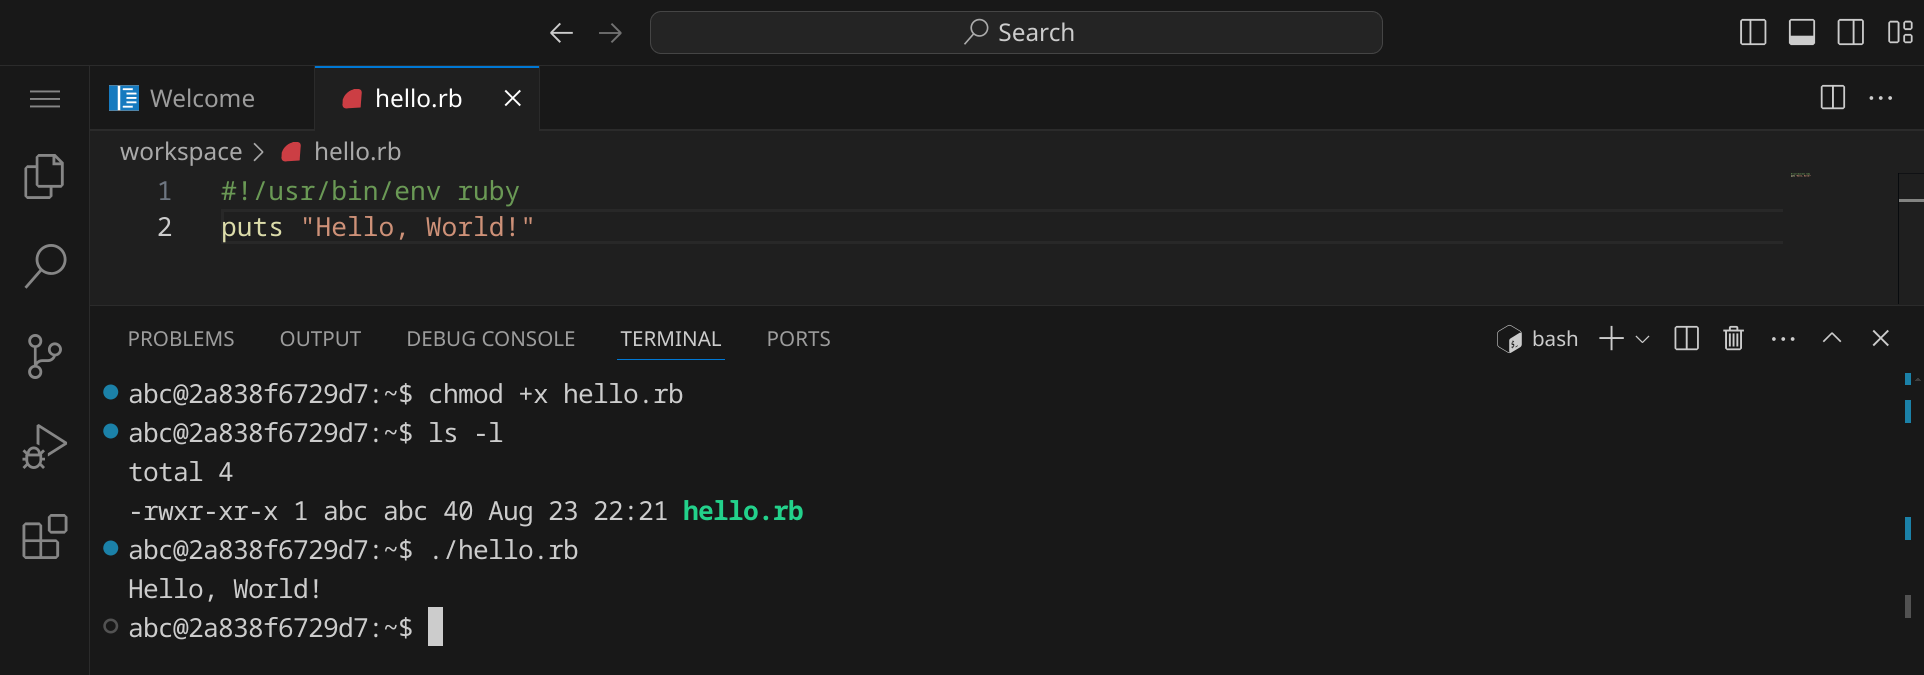 Search
Welcome
hello.rb
workspace > hello.rb
1 #!/usr/bin/env ruby
2 puts "Hello, World!"
PROBLEMS OUTPUT DEBUG CONSOLE TERMINAL PORTS bash
abc@2a838f6729d7:~$ chmod +x hello.rb
abc@2a838f6729d7:~$ ls -l
total 4
-rwxr-xr-x 1 abc abc 40 Aug 23 22:21 hello.rb
abc@2a838f6729d7:~$ ./hello.rb
Hello, World!
abc@2a838f6729d7:~$